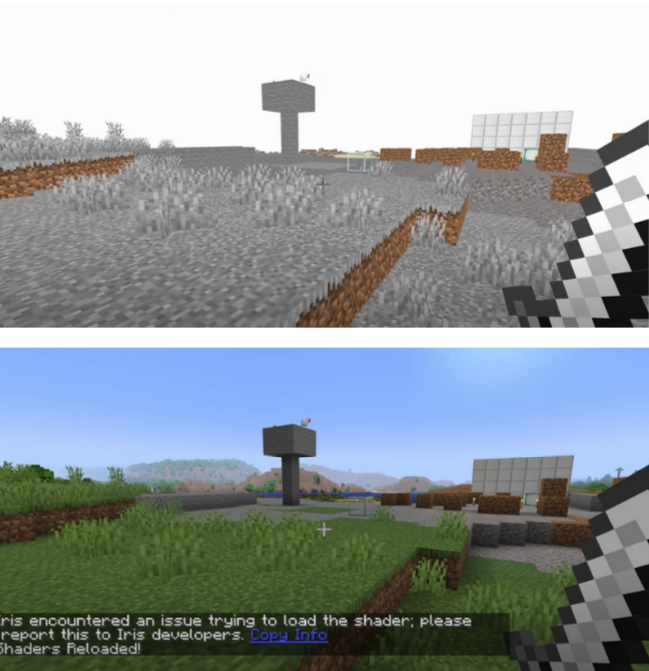 Iris encountered an issue trying to load the shader; please
report this to Iris developers. Copy Info
Shaders Reloaded!